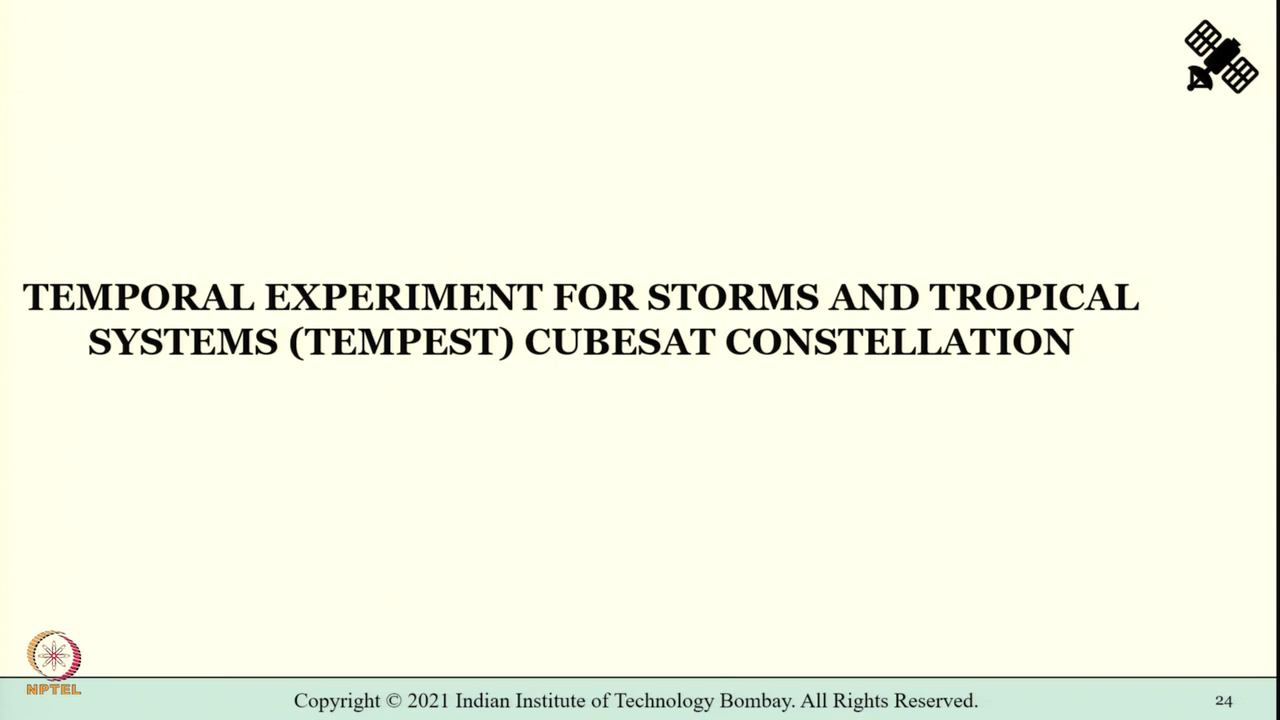 TEMPORAL EXPERIMENT FOR STORMS AND TROPICAL
SYSTEMS (TEMPEST) CUBESAT CONSTELLATION
NPTEL
Copyright © 2021 Indian Institute of Technology Bombay. All Rights Reserved.
24